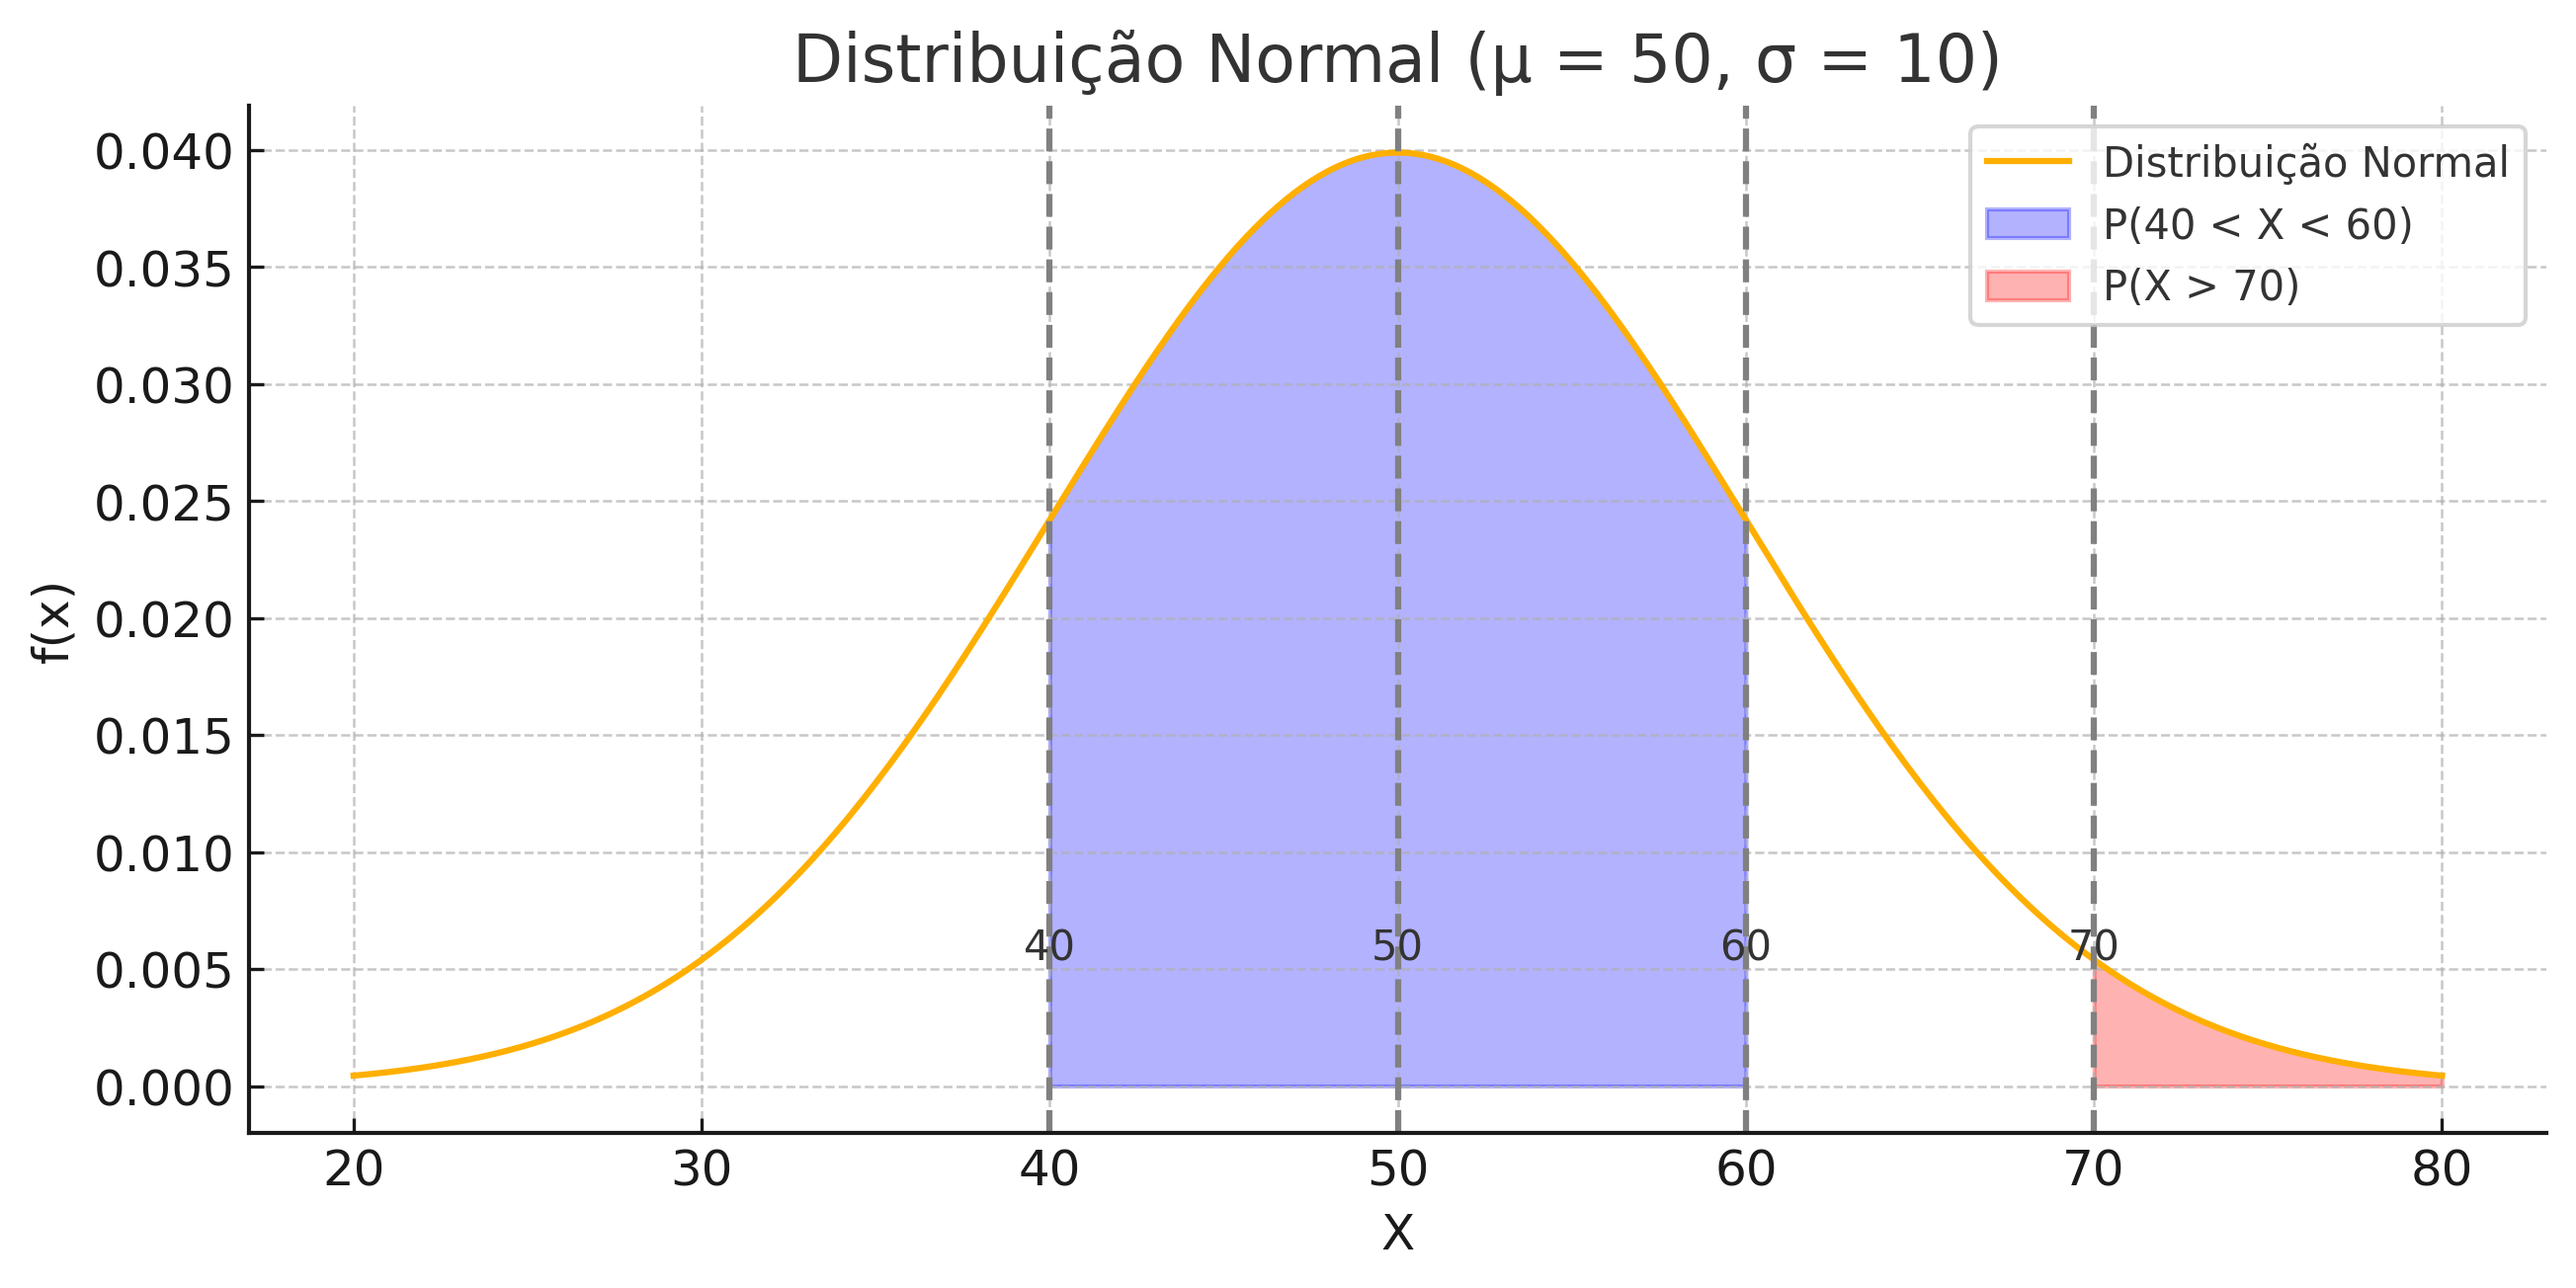 Distribuição Normal (μ = 50, σ = 10)
Distribuição Normal
P(40 < X < 60)
P(X > 70)
0.040
0.035
0.030
0.025
0.020
0.015
0.010
0.005
0.000
f(x)
40 50 60 70
20 30 40 50 60 70 80
X